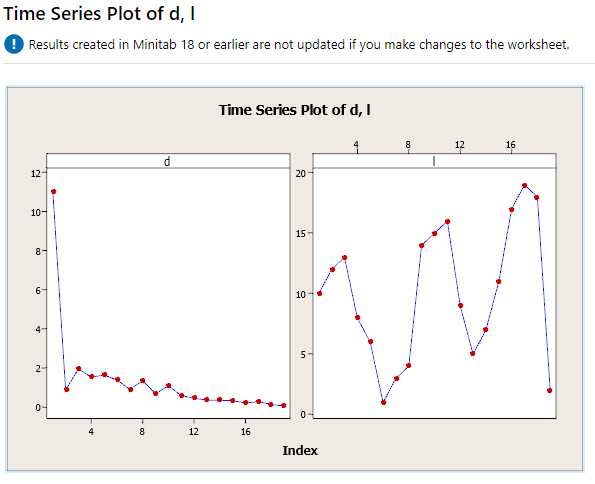 Time Series Plot of d, l
! Results created in Minitab 18 or earlier are not updated if you make changes to the worksheet.
Time Series Plot of d, l
4 8 12 16
d l
12 20
10
15
8
6 10
4
5
2
0 0
4 8 12 16
Index